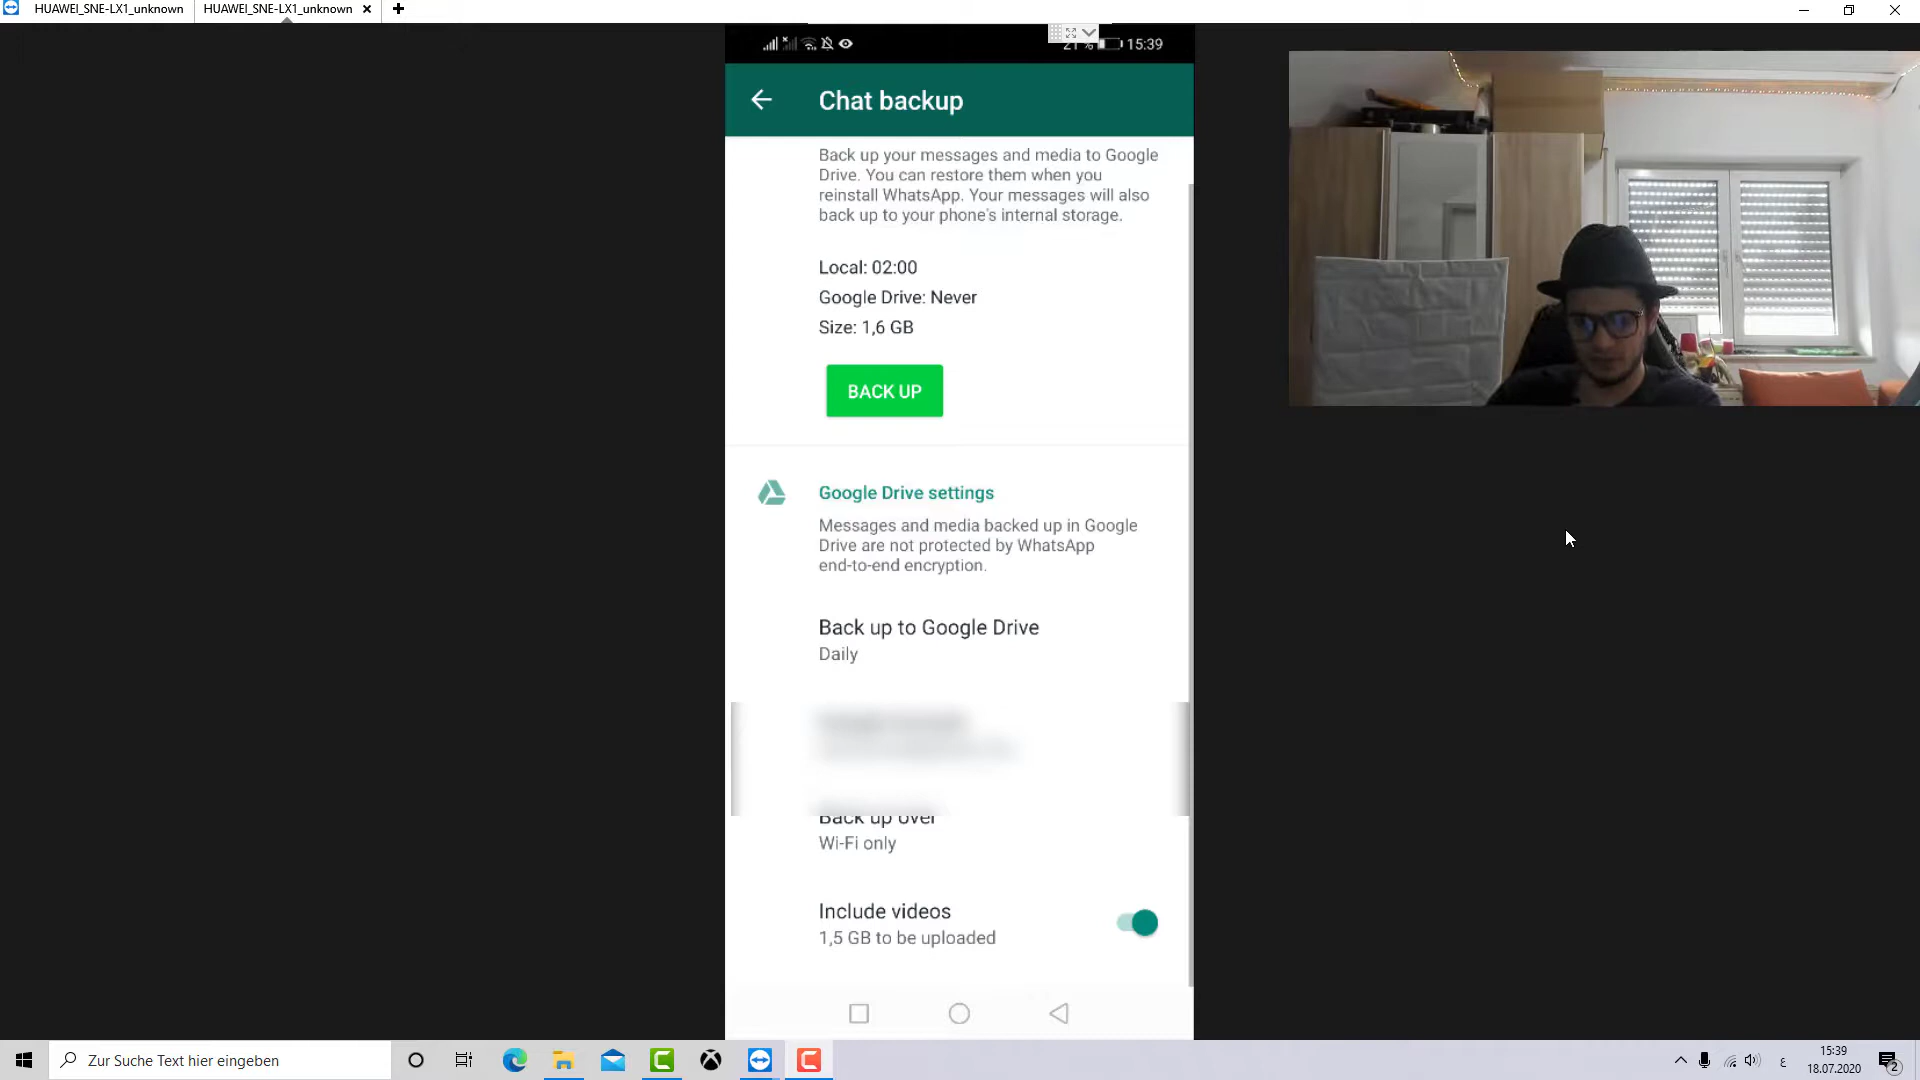 HUAWEI_SNE-LX1_unknown
HUAWEI_SNE-LX1_unknown
21 % 15:39
Chat backup
Back up your messages and media to Google
Drive. You can restore them when you
reinstall WhatsApp. Your messages will also
back up to your phone's internal storage.
Local: 02:00
Google Drive: Never
Size: 1,6 GB
BACK UP
Google Drive settings
Messages and media backed up in Google
Drive are not protected by WhatsApp
end-to-end encryption.
Back up to Google Drive
Daily
Back up over
Wi-Fi only
Include videos
1,5 GB to be uploaded
Zur Suche Text hier eingeben
ع
15:39
18.07.2020
2